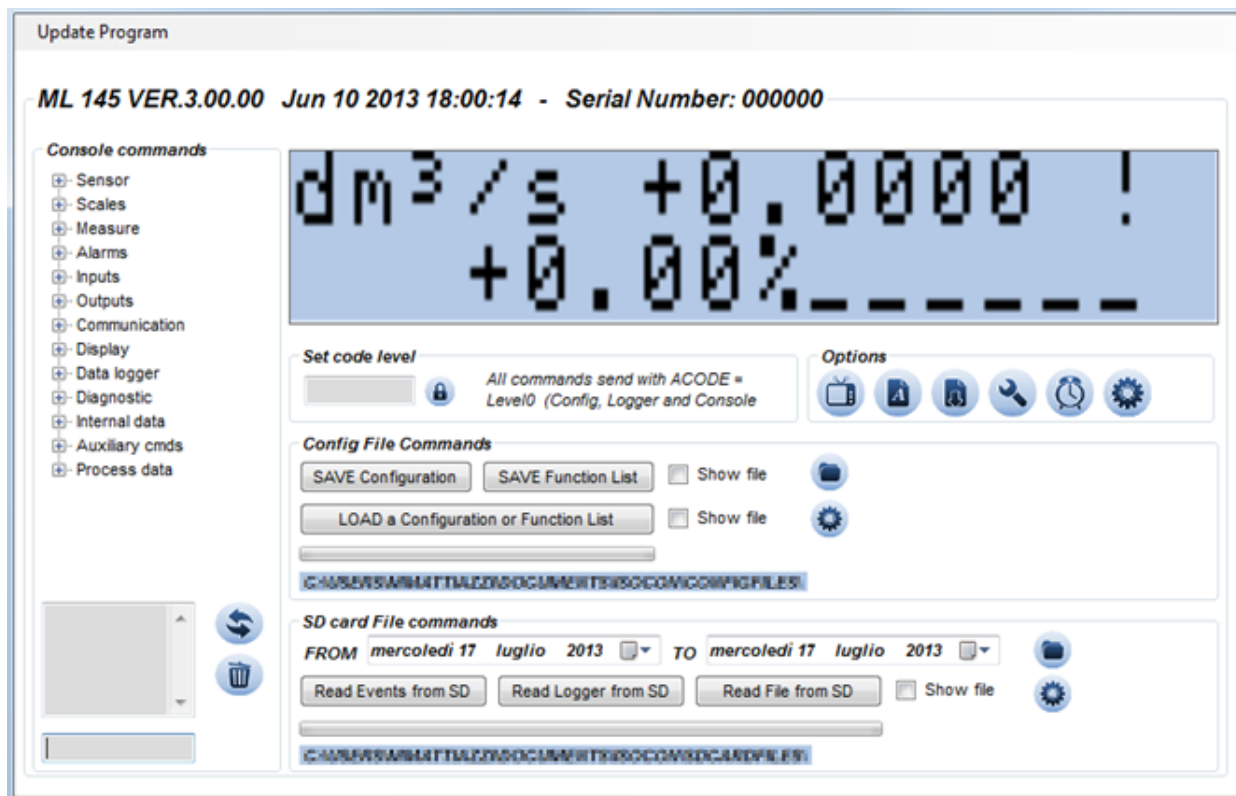 Update Program
ML 145 VER.3.00.00 Jun 10 2013 18:00:14 - Serial Number: 000000
Console commands
Sensor
Scales
Measure
Alarms
Inputs
Outputs
Communication
Display
Data logger
Diagnostic
Internal data
Auxiliary cmds
Process data
dm³/s +0.0000 !
+0.00%_ _ _ _ _ _
Set code level
All commands send with ACODE =
Level0 (Config, Logger and Console
Options
Config File Commands
SAVE Configuration SAVE Function List Show file
LOAD a Configuration or Function List Show file
SD card File commands
FROM mercoledì 17 luglio 2013 TO mercoledì 17 luglio 2013
Read Events from SD Read Logger from SD Read File from SD Show file